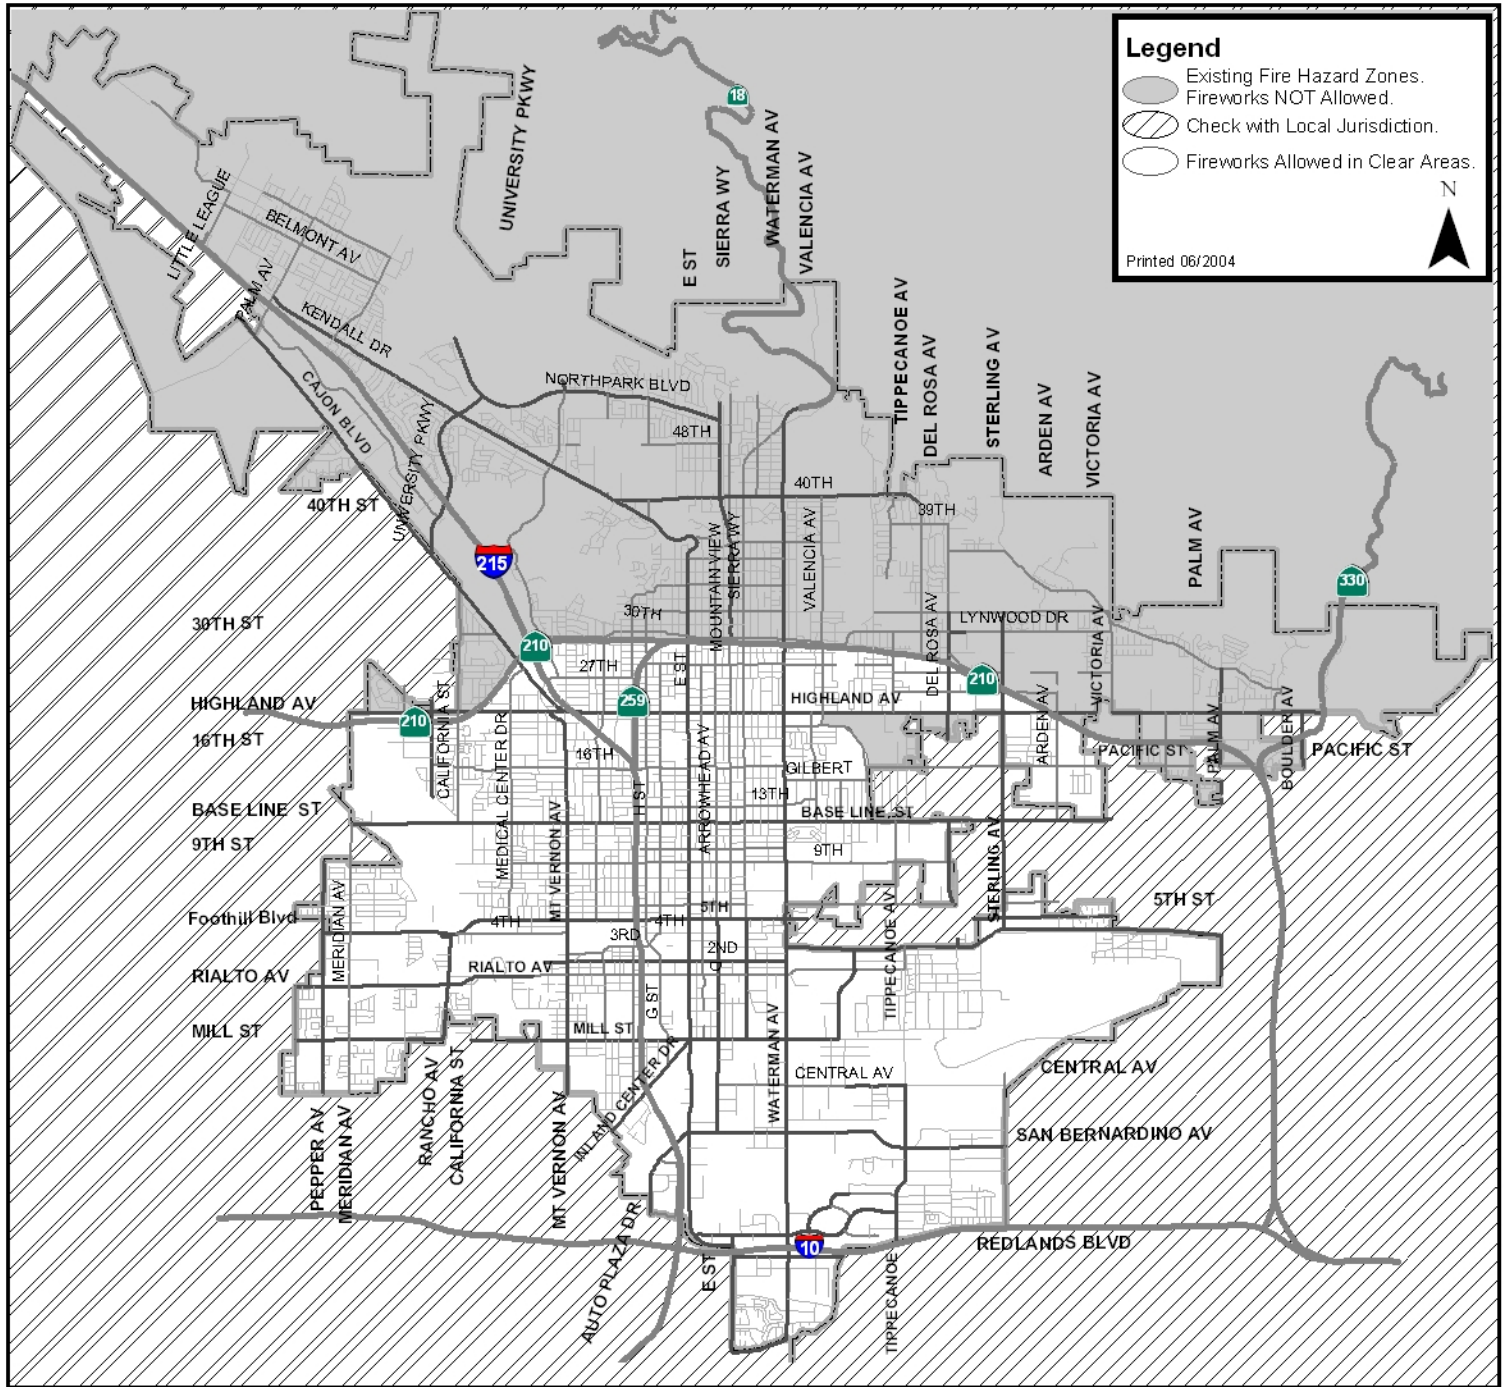 Legend
Existing Fire Hazard Zones.
Fireworks NOT Allowed.
Check with Local Jurisdiction.
Fireworks Allowed in Clear Areas.
N
Printed 06/2004
18
UNIVERSITY PKWY
SIERRA WY
WATERMAN AV
VALENCIA AV
E ST
LITTLE LEAGUE
BELMONT AV
PALM AV
KENDALL DR
CAJON BLVD
UNIVERSITY PKWY
NORTHPARK BLVD
48TH
TIPPECANOE AV
DEL ROSA AV
STERLING AV
ARDEN AV
VICTORIA AV
PALM AV
40TH ST
40TH
39TH
215
MOUNTAIN VIEW
SIERRA WY
VALENCIA AV
330
30TH ST
30TH
DEL ROSA AV
LYNWOOD DR
VICTORIA AV
210
27TH
E ST
210
259
HIGHLAND AV
HIGHLAND AV
210
CALIFORNIA ST
MEDICAL CENTER DR
ARDEN AV
PALM AV
BOULDER AV
16TH ST
16TH
PACIFIC ST
PACIFIC ST
ARROWHEAD AV
GILBERT
H ST
13TH
BASE LINE ST
BASE LINE ST
9TH ST
9TH
MT VERNON AV
STERLING AV
MERIDIAN AV
Foothill Blvd
4TH
4TH
5TH
5TH ST
3RD
2ND
TIPPECANOE AV
RIALTO AV
RIALTO AV
G ST
MILL ST
MILL ST
WATERMAN AV
INLAND CENTER DR
CENTRAL AV
CENTRAL AV
RANCHO AV
CALIFORNIA ST
PEPPER AV
MERIDIAN AV
MT VERNON AV
SAN BERNARDINO AV
AUTO PLAZA DR
E ST
10
TIPPECANOE
REDLANDS BLVD